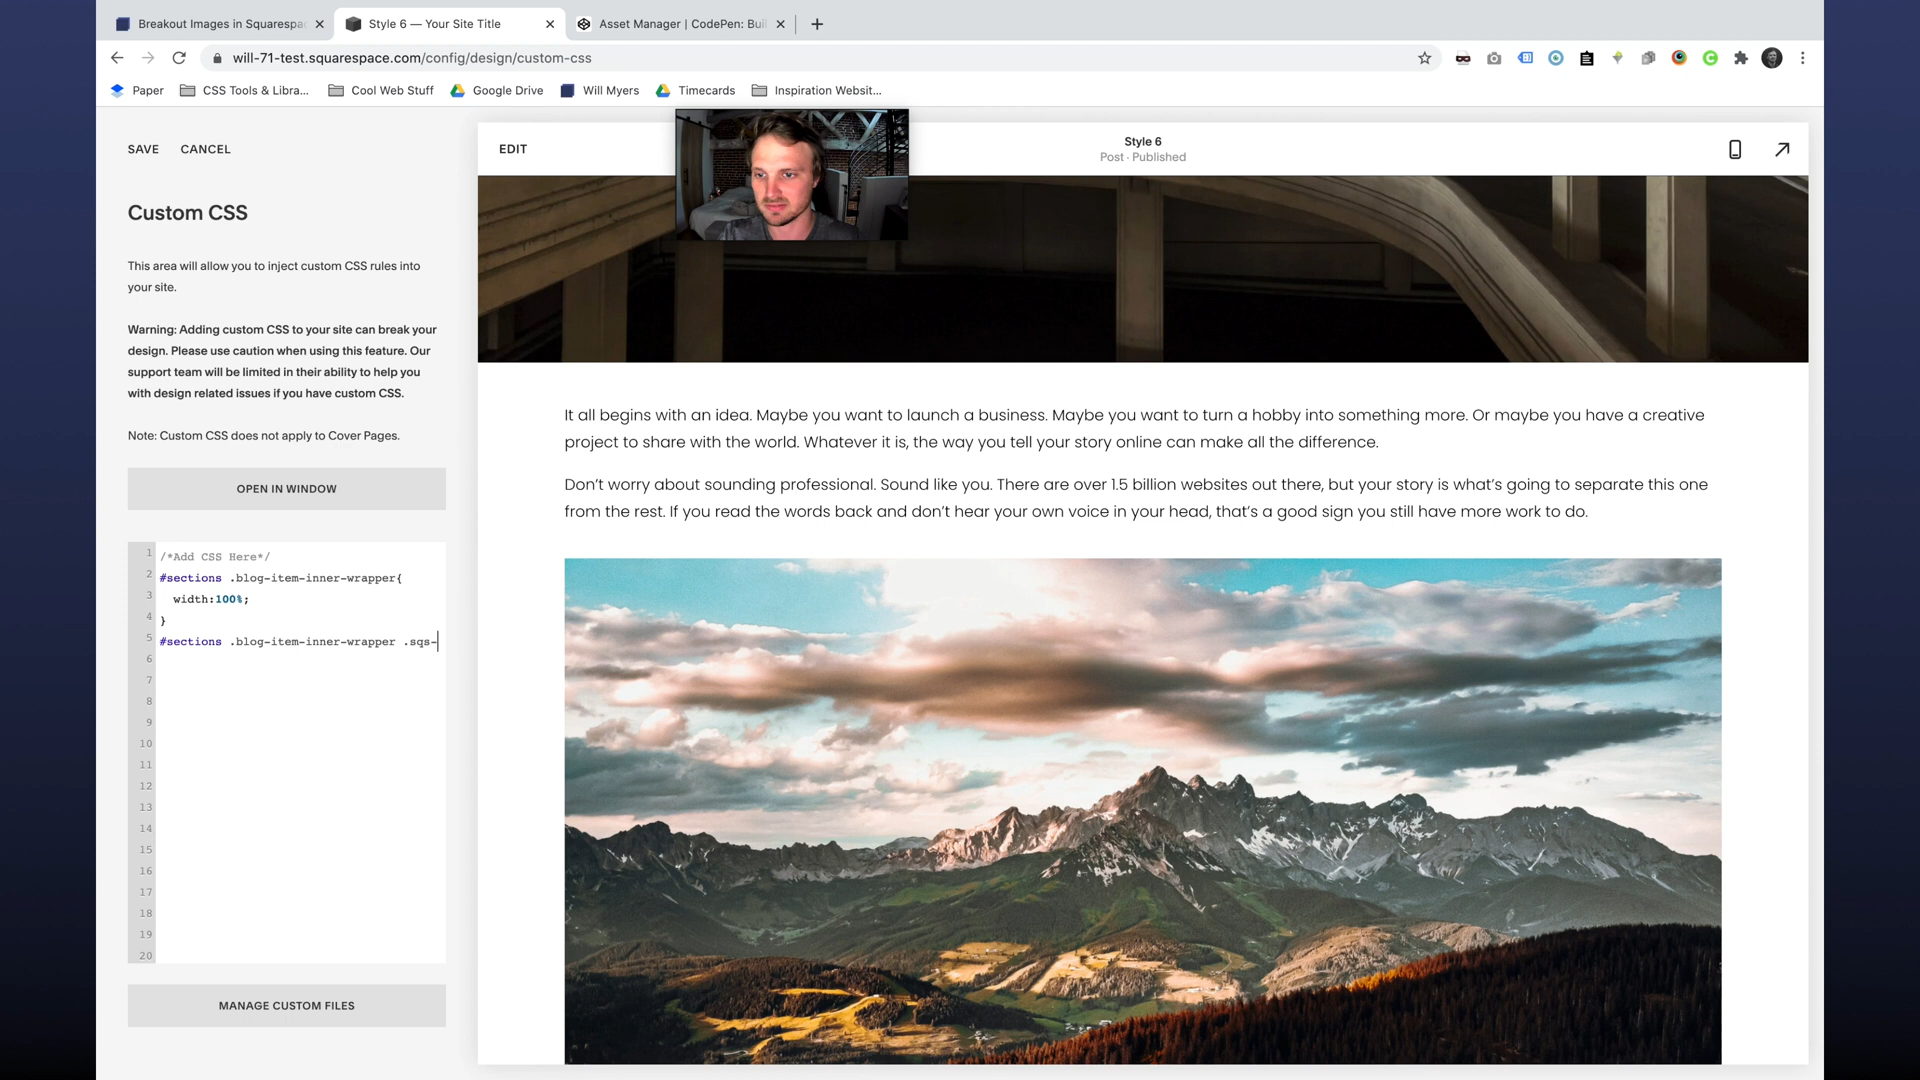 Breakout Images in Squarespa
Style 6 — Your Site Title
Asset Manager | CodePen: Bui
will-71-test.squarespace.com/config/design/custom-css
Paper
CSS Tools & Libra...
Cool Web Stuff
Google Drive
Will Myers
Timecards
Inspiration Websit...
SAVE
CANCEL
EDIT
Style 6
Post · Published
Custom CSS
This area will allow you to inject custom CSS rules into
your site.
Warning: Adding custom CSS to your site can break your
design. Please use caution when using this feature. Our
support team will be limited in their ability to help you
with design related issues if you have custom CSS.
Note: Custom CSS does not apply to Cover Pages.
OPEN IN WINDOW
1 /*Add CSS Here*/
2 #sections .blog-item-inner-wrapper{
3 width:100%;
4 }
5 #sections .blog-item-inner-wrapper .sqs-
6
7
8
9
10
11
12
13
14
15
16
17
18
19
20
MANAGE CUSTOM FILES
It all begins with an idea. Maybe you want to launch a business. Maybe you want to turn a hobby into something more. Or maybe you have a creative
project to share with the world. Whatever it is, the way you tell your story online can make all the difference.
Don't worry about sounding professional. Sound like you. There are over 1.5 billion websites out there, but your story is what's going to separate this one
from the rest. If you read the words back and don't hear your own voice in your head, that's a good sign you still have more work to do.